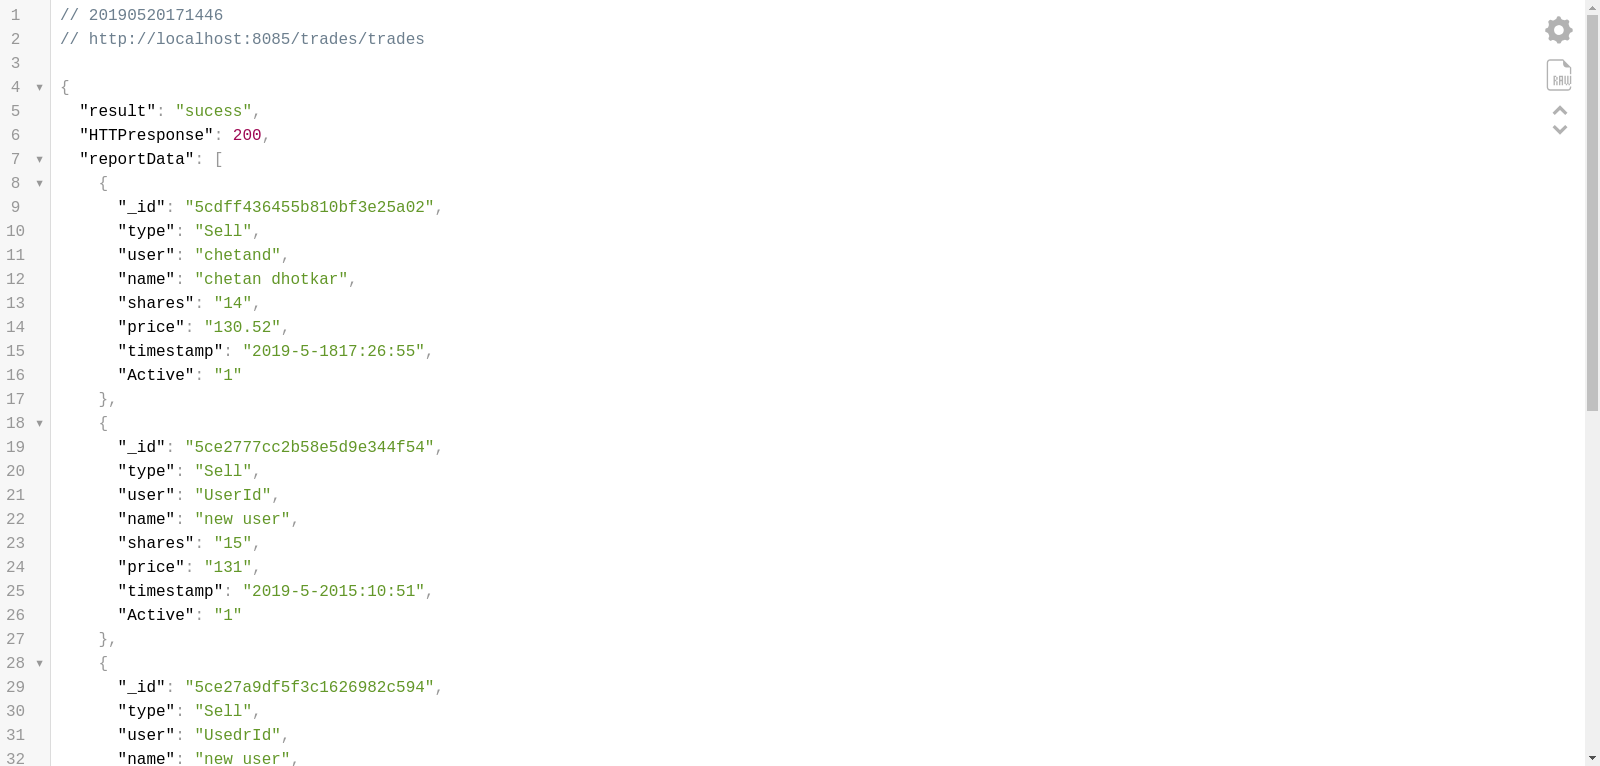 1 // 20190520171446
2 // http://localhost:8085/trades/trades
3
4 ▼ {
5 "result": "sucess",
6 "HTTPresponse": 200,
7 ▼ "reportData": [
8 ▼ {
9 "_id": "5cdff436455b810bf3e25a02",
10 "type": "Sell",
11 "user": "chetand",
12 "name": "chetan dhotkar",
13 "shares": "14",
14 "price": "130.52",
15 "timestamp": "2019-5-1817:26:55",
16 "Active": "1"
17 },
18 ▼ {
19 "_id": "5ce2777cc2b58e5d9e344f54",
20 "type": "Sell",
21 "user": "UserId",
22 "name": "new user",
23 "shares": "15",
24 "price": "131",
25 "timestamp": "2019-5-2015:10:51",
26 "Active": "1"
27 },
28 ▼ {
29 "_id": "5ce27a9df5f3c1626982c594",
30 "type": "Sell",
31 "user": "UsedrId",
32 "name": "new user",
RAW